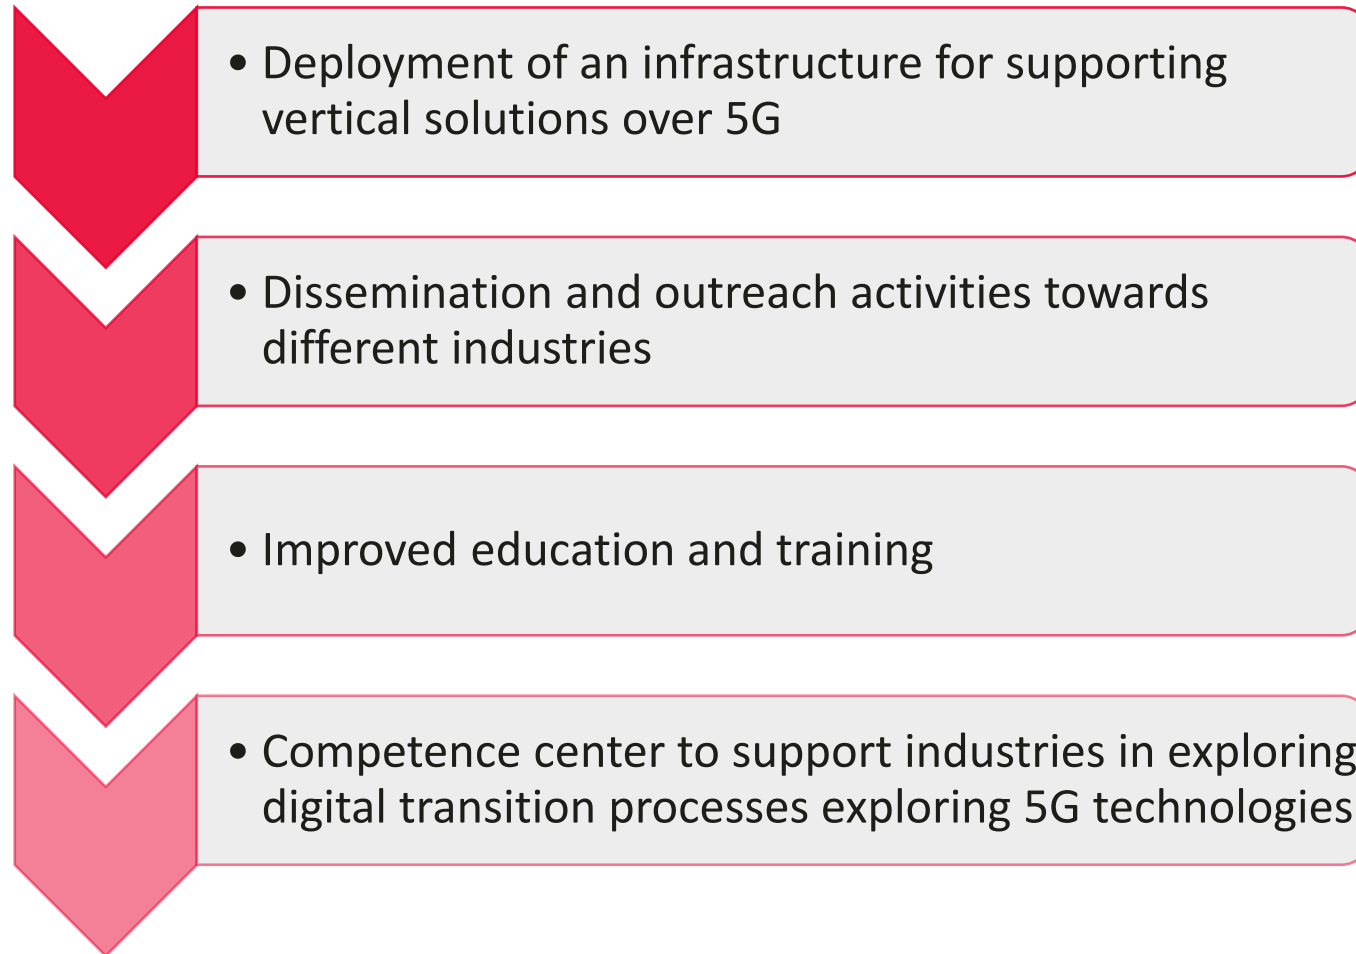 • Deployment of an infrastructure for supporting
vertical solutions over 5G
• Dissemination and outreach activities towards
different industries
• Improved education and training
• Competence center to support industries in exploring
digital transition processes exploring 5G technologies